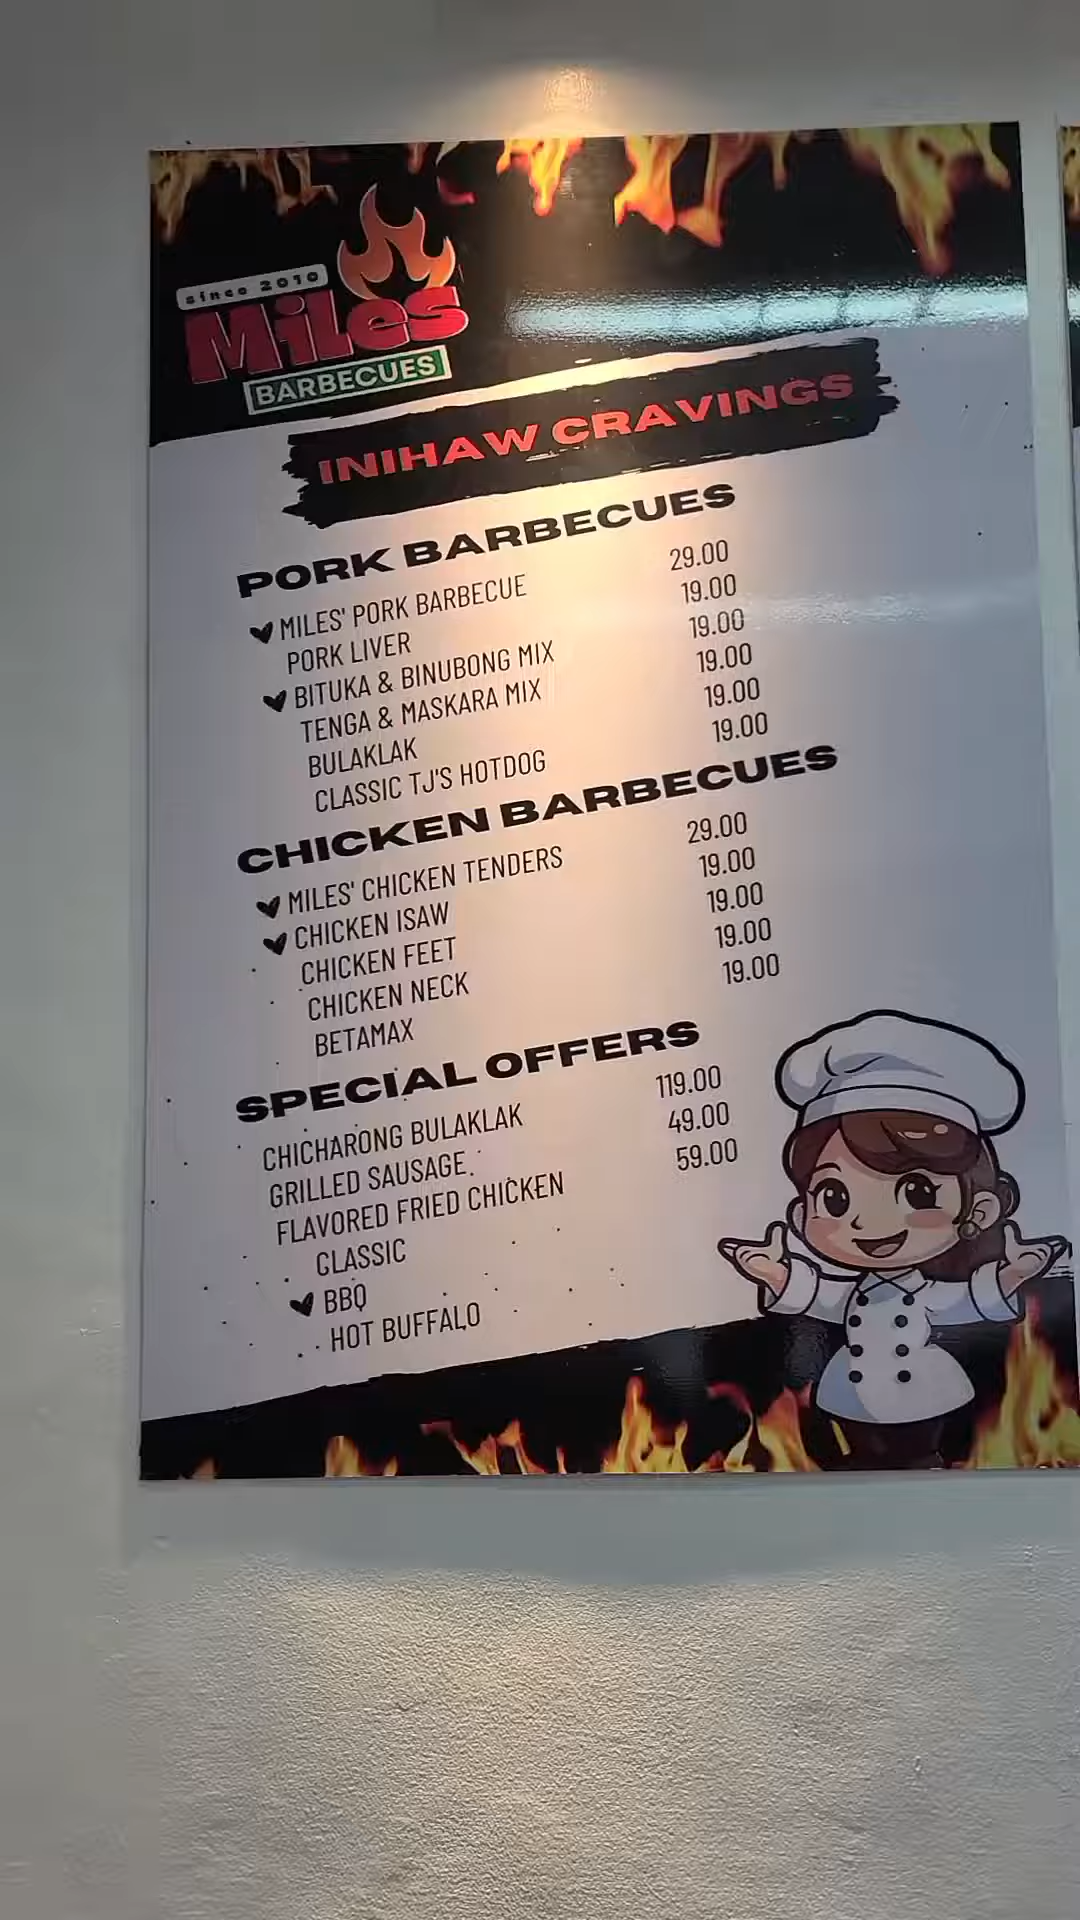 since 2010
Miles
BARBECUES
INIHAW CRAVINGS
PORK BARBECUES
MILES' PORK BARBECUE 29.00
PORK LIVER 19.00
BITUKA & BINUBONG MIX 19.00
TENGA & MASKARA MIX 19.00
BULAKLAK 19.00
CLASSIC TJ'S HOTDOG 19.00
CHICKEN BARBECUES
MILES' CHICKEN TENDERS 29.00
CHICKEN ISAW 19.00
CHICKEN FEET 19.00
CHICKEN NECK 19.00
BETAMAX 19.00
SPECIAL OFFERS
CHICHARONG BULAKLAK 119.00
GRILLED SAUSAGE 49.00
FLAVORED FRIED CHICKEN 59.00
CLASSIC
BBQ
HOT BUFFALO